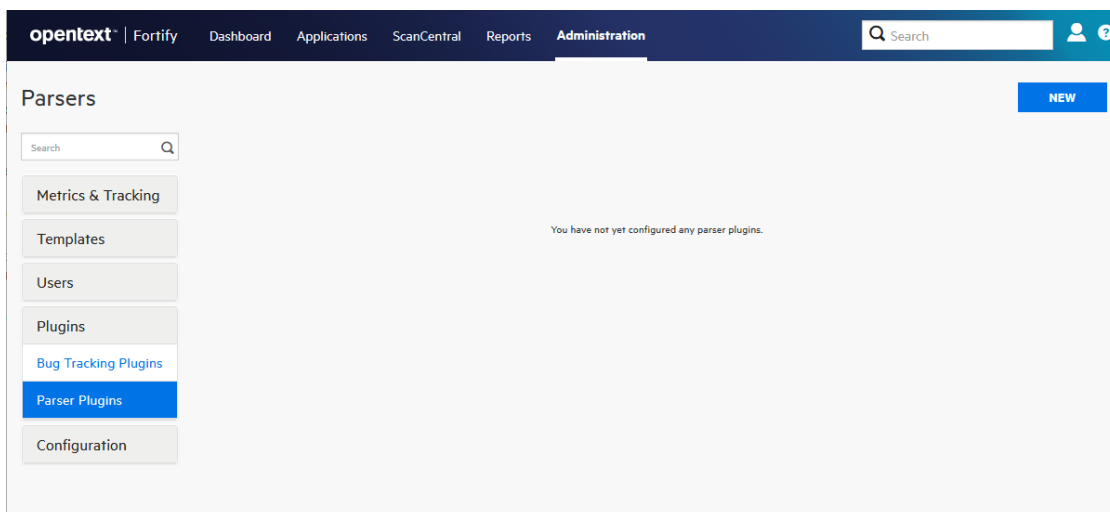 opentext™ | Fortify Dashboard Applications ScanCentral Reports Administration Search ?
Parsers NEW
Search
Metrics & Tracking
Templates
You have not yet configured any parser plugins.
Users
Plugins
Bug Tracking Plugins
Parser Plugins
Configuration